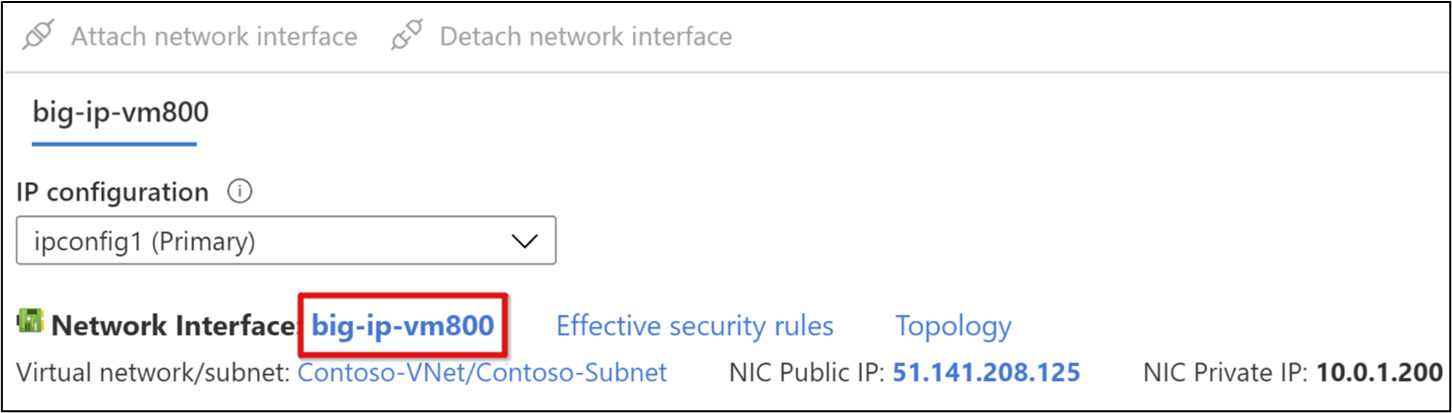 Attach network interface Detach network interface
big-ip-vm800
IP configuration
ipconfig1 (Primary)
Network Interface: big-ip-vm800 Effective security rules Topology
Virtual network/subnet: Contoso-VNet/Contoso-Subnet NIC Public IP: 51.141.208.125 NIC Private IP: 10.0.1.200